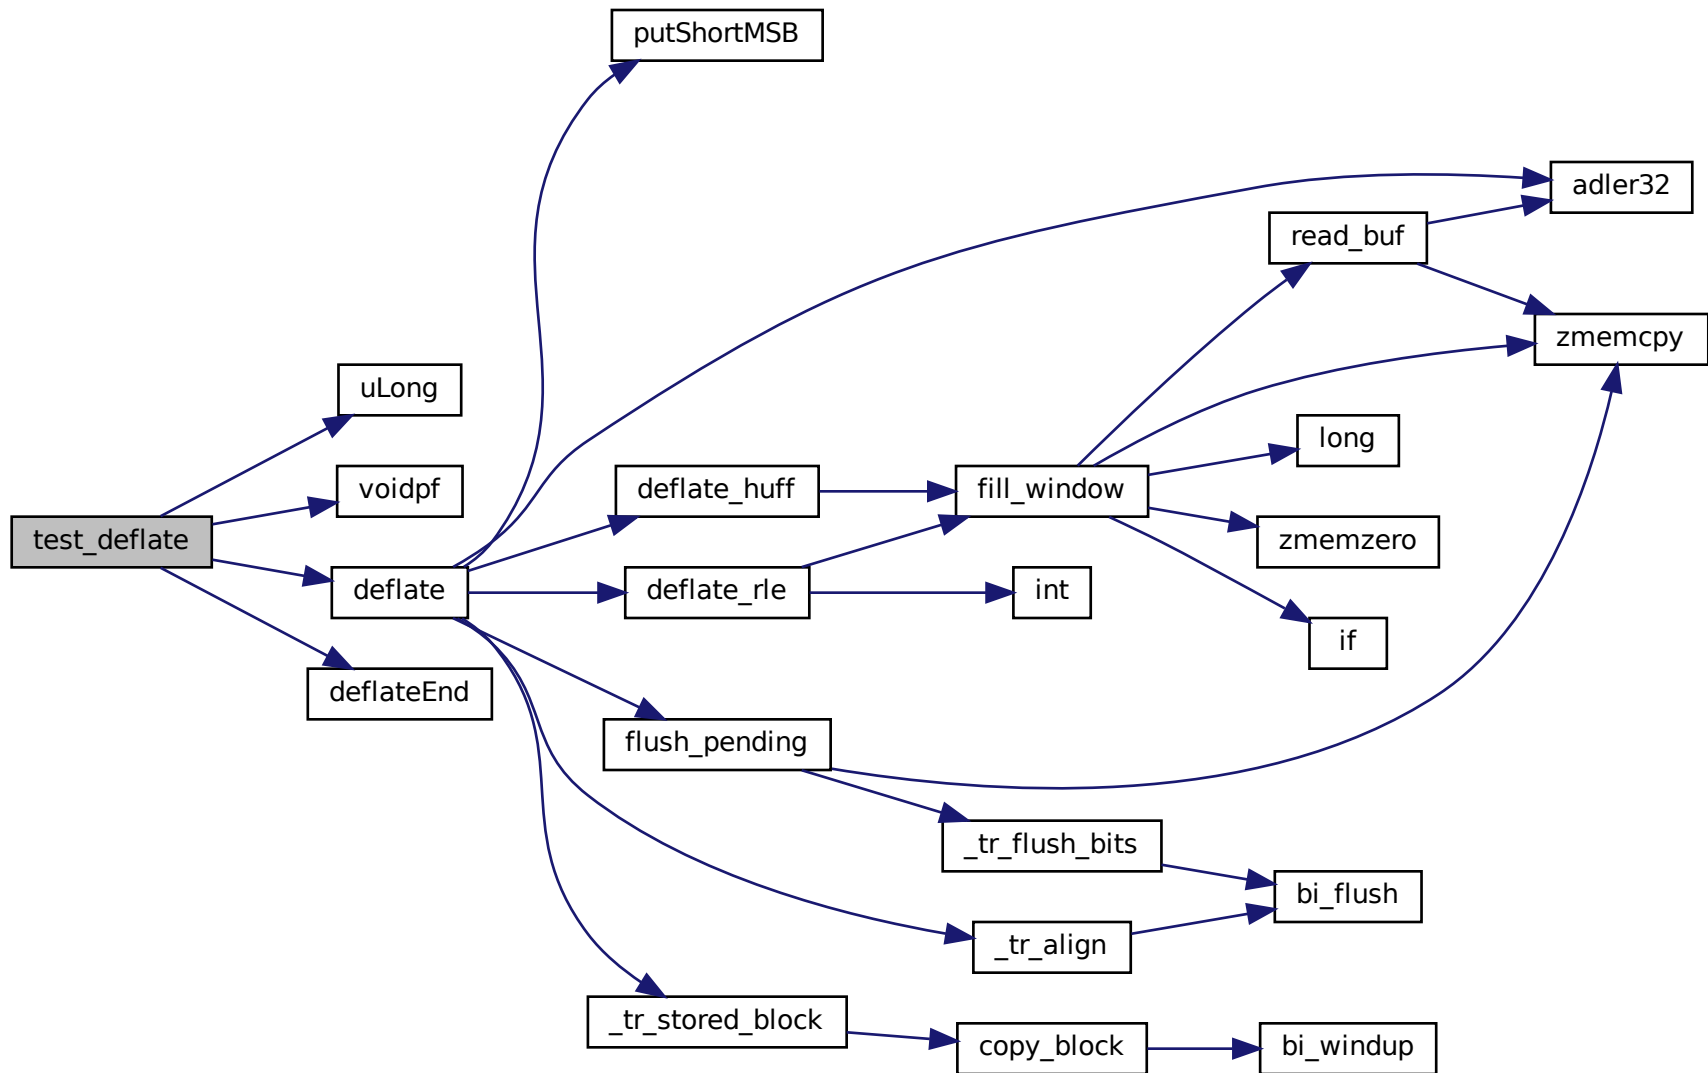 putShortMSB
adler32
read_buf
zmemcpy
uLong
long
voidpf
deflate_huff
fill_window
test_deflate
zmemzero
deflate
deflate_rle
int
if
deflateEnd
flush_pending
_tr_flush_bits
bi_flush
_tr_align
_tr_stored_block
copy_block
bi_windup